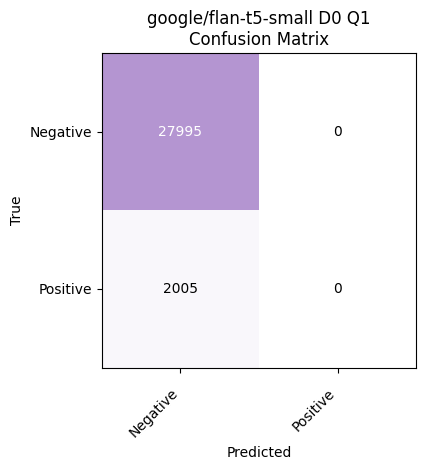 google/flan-t5-small D0 Q1
Confusion Matrix
True
Negative
27995
0
Positive
2005
0
Negative
Positive
Predicted